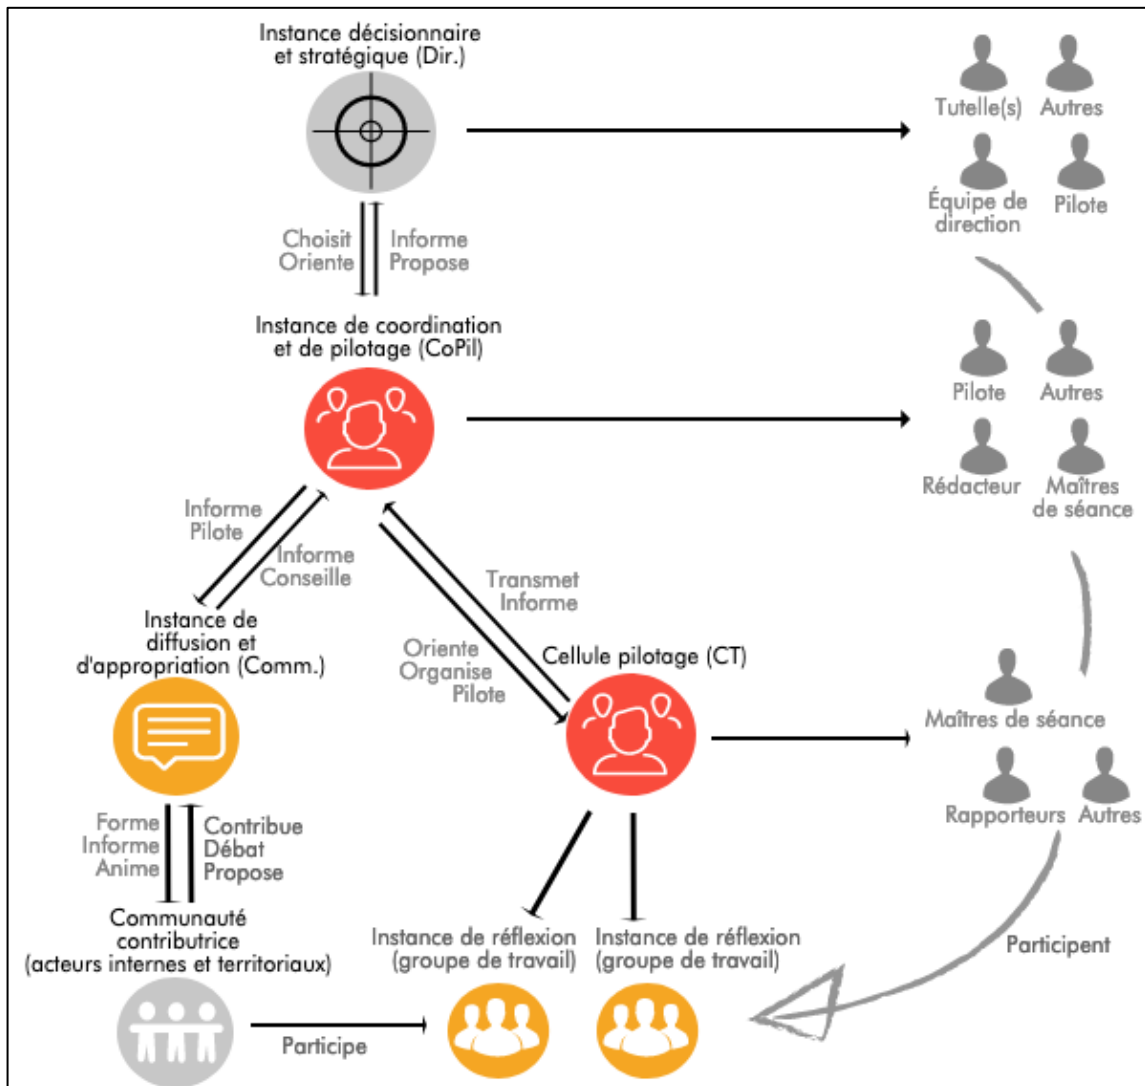 Instance décisionnaire
et stratégique (Dir.)
Tutelle(s)
Autres
Équipe de
direction
Pilote
Choisit
Oriente
Informe
Propose
Instance de coordination
et de pilotage (CoPil)
Pilote
Autres
Rédacteur
Maîtres
de séance
Informe
Pilote
Informe
Conseille
Transmet
Informe
Oriente
Organise
Pilote
Instance de
diffusion et
d'appropriation (Comm.)
Cellule pilotage (CT)
Maîtres de séance
Rapporteurs
Autres
Forme
Informe
Anime
Contribue
Débat
Propose
Communauté
contributrice
(acteurs internes et territoriaux)
Instance de réflexion
(groupe de travail)
Instance de réflexion
(groupe de travail)
Participent
Participe